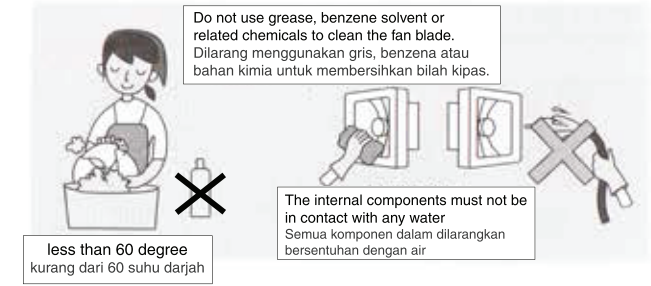 Do not use grease, benzene solvent or
related chemicals to clean the fan blade.
Dilarang menggunakan gris, benzena atau
bahan kimia untuk membersihkan bilah kipas.
The internal components must not be
in contact with any water
Semua komponen dalam dilarangkan
bersentuhan dengan air
less than 60 degree
kurang dari 60 suhu darjah